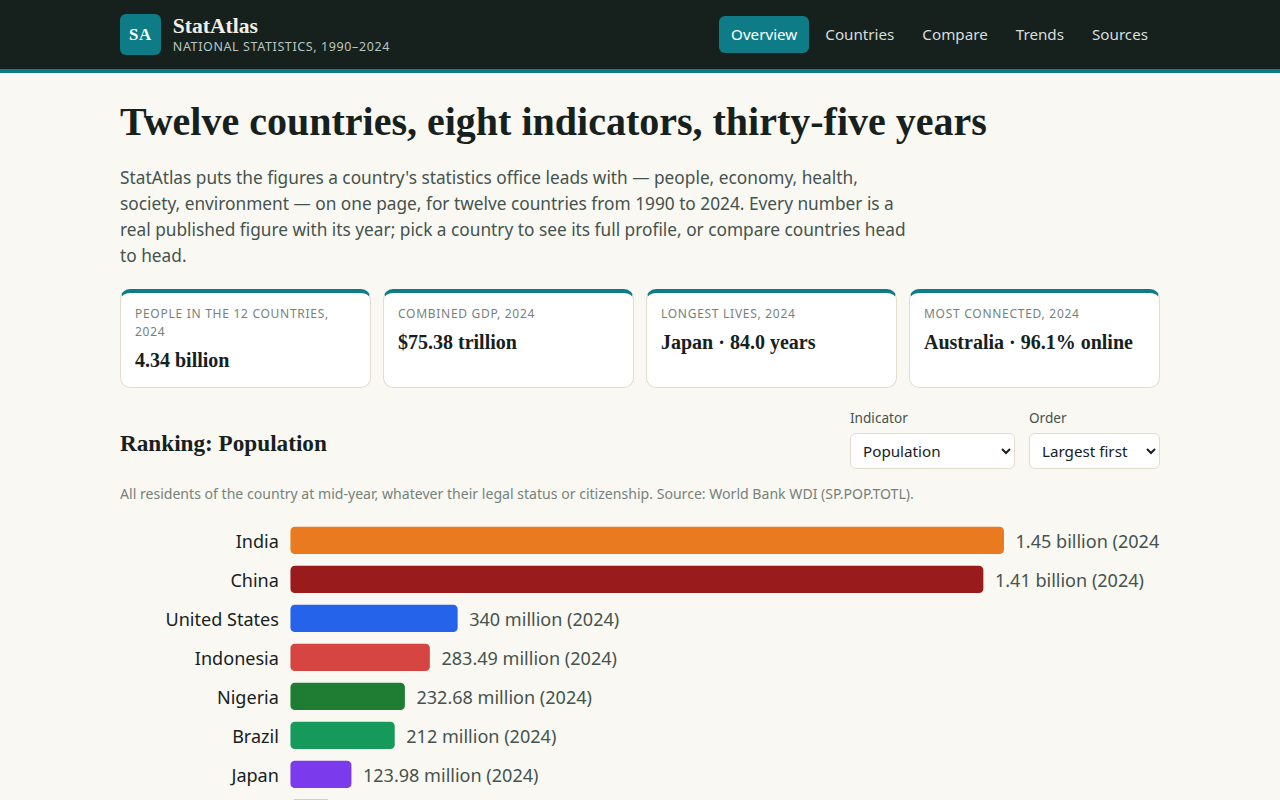 SA
StatAtlas
NATIONAL STATISTICS, 1990–2024
Overview
Countries
Compare
Trends
Sources
Twelve countries, eight indicators, thirty-five years
StatAtlas puts the figures a country's statistics office leads with — people, economy, health,
society, environment — on one page, for twelve countries from 1990 to 2024. Every number is a
real published figure with its year; pick a country to see its full profile, or compare countries head
to head.
PEOPLE IN THE 12 COUNTRIES,
2024
4.34 billion
COMBINED GDP, 2024
$75.38 trillion
LONGEST LIVES, 2024
Japan · 84.0 years
MOST CONNECTED, 2024
Australia · 96.1% online
Ranking: Population
Indicator
Population
Order
Largest first
All residents of the country at mid-year, whatever their legal status or citizenship. Source: World Bank WDI (SP.POP.TOTL).
India 1.45 billion (2024
China 1.41 billion (2024)
United States 340 million (2024)
Indonesia 283.49 million (2024)
Nigeria 232.68 million (2024)
Brazil 212 million (2024)
Japan 123.98 million (2024)